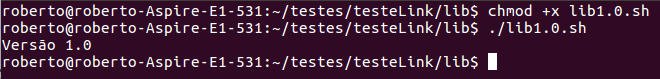 roberto@roberto-Aspire-E1-531:~/testes/testeLink/lib$ chmod +x lib1.0.sh
roberto@roberto-Aspire-E1-531:~/testes/testeLink/lib$ ./lib1.0.sh
Versão 1.0
roberto@roberto-Aspire-E1-531:~/testes/testeLink/lib$